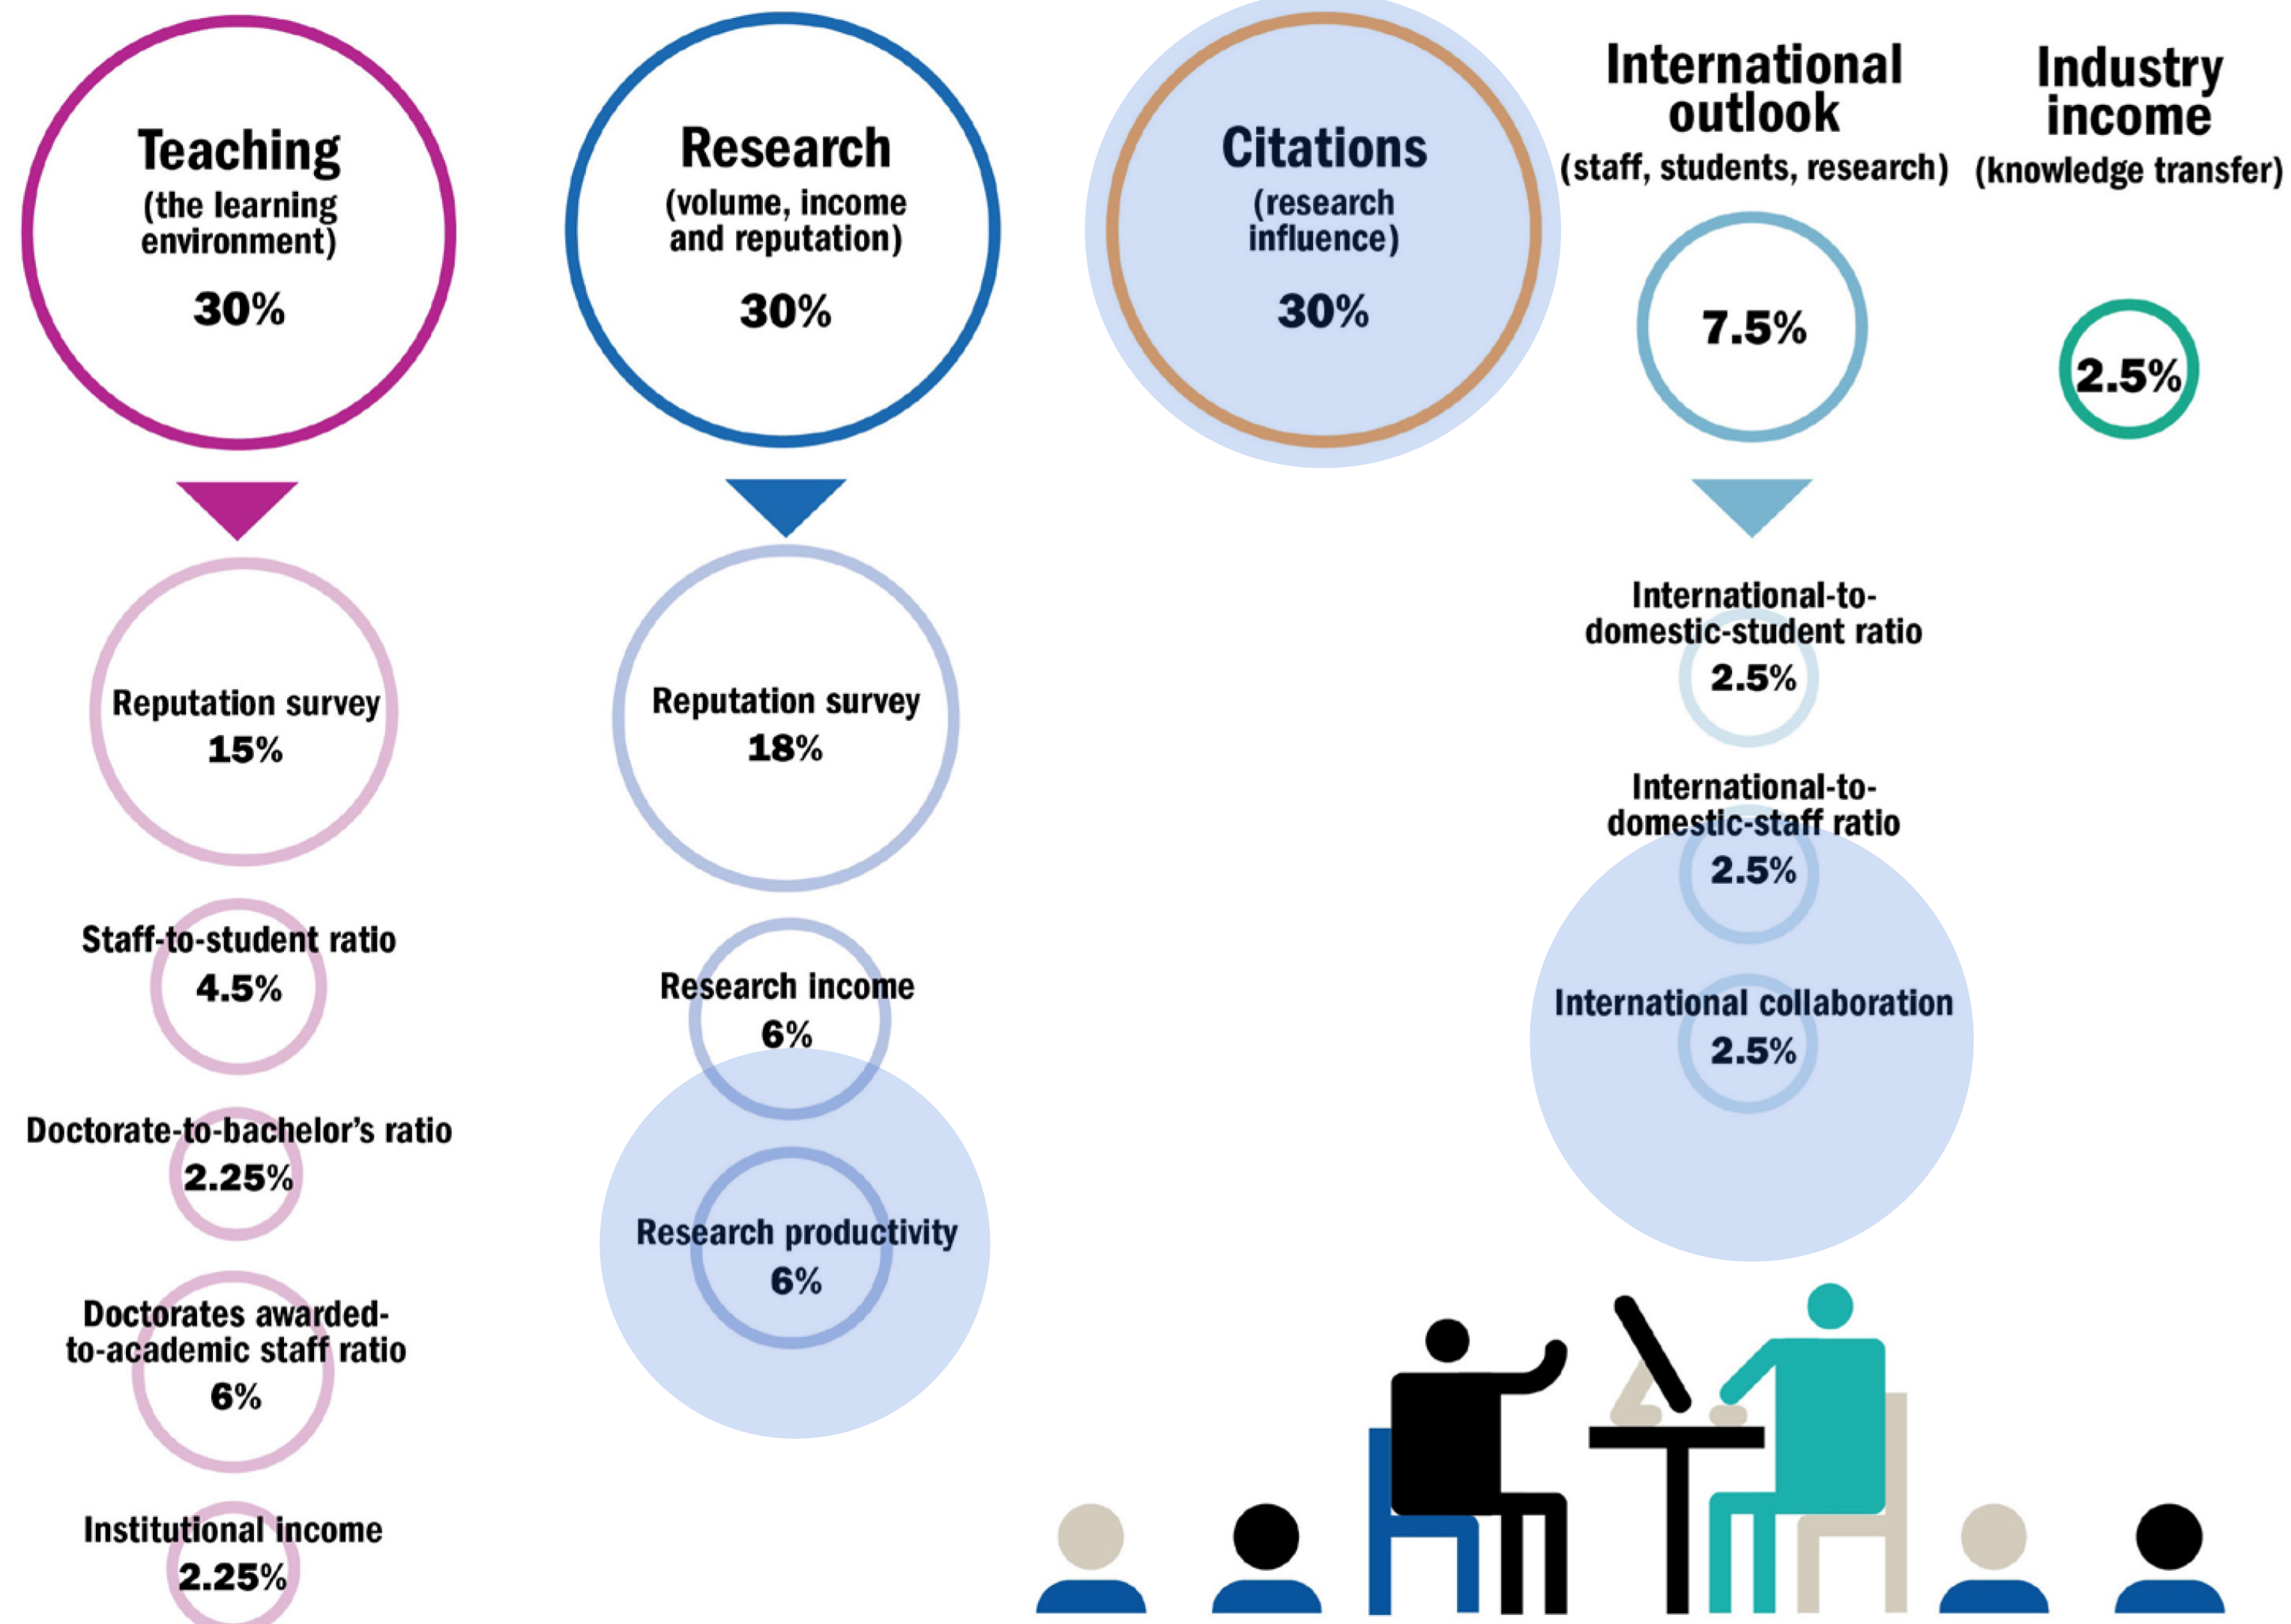 Teaching
(the learning
environment)
30%
Reputation survey
15%
Staff-to-student ratio
4.5%
Doctorate-to-bachelor’s ratio
2.25%
Doctorates awarded-
to-academic staff ratio
6%
Institutional income
2.25%
Research
(volume, income
and reputation)
30%
Reputation survey
18%
Research income
6%
Research productivity
6%
Citations
(research
influence)
30%
International
outlook
(staff, students, research)
7.5%
International-to-
domestic-student ratio
2.5%
International-to-
domestic-staff ratio
2.5%
International collaboration
2.5%
Industry
income
(knowledge transfer)
2.5%